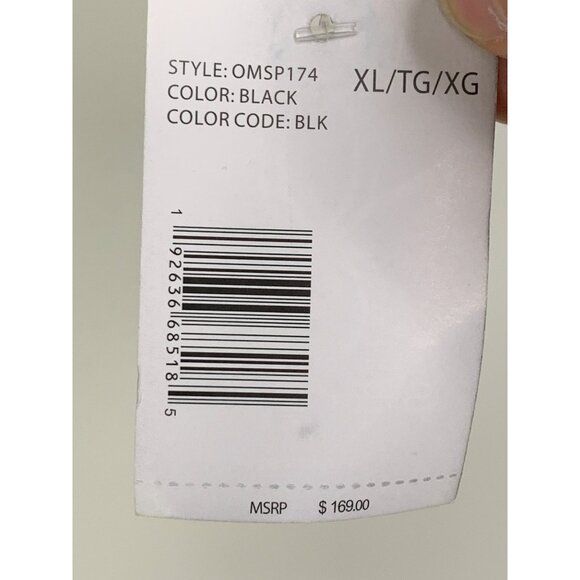 STYLE: OMSP174
XL/TG/XG
COLOR: BLACK
COLOR CODE: BLK
1 92636 68518 5
MSRP $ 169.00